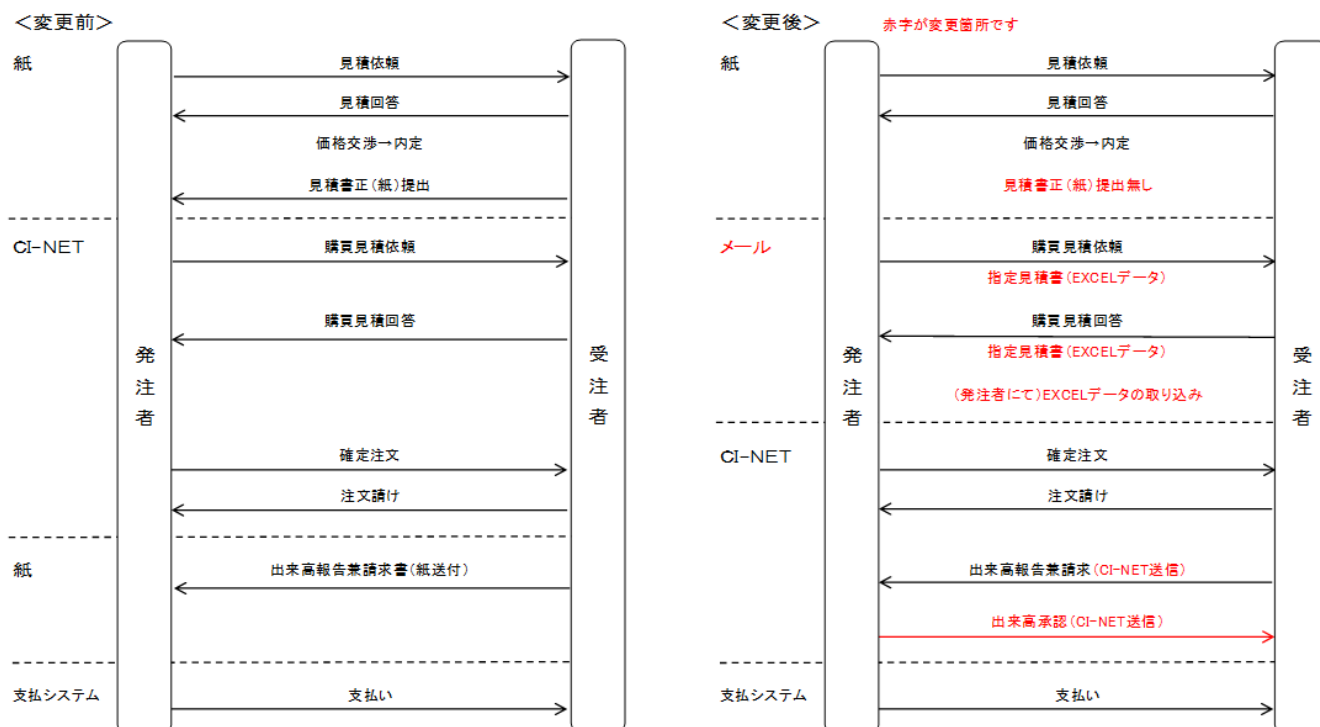 ＜変更前＞
紙
見積依頼
見積回答
価格交渉→内定
見積書正(紙)提出
CI-NET
購買見積依頼
購買見積回答
発注者
受注者
確定注文
注文請け
紙
出来高報告兼請求書(紙送付)
支払システム
支払い
＜変更後＞
赤字が変更箇所です
紙
見積依頼
見積回答
価格交渉→内定
見積書正(紙)提出無し
メール
購買見積依頼
指定見積書(EXCELデータ)
購買見積回答
指定見積書(EXCELデータ)
(発注者にて)EXCELデータの取り込み
発注者
受注者
CI-NET
確定注文
注文請け
出来高報告兼請求(CI-NET送信)
出来高承認(CI-NET送信)
支払システム
支払い